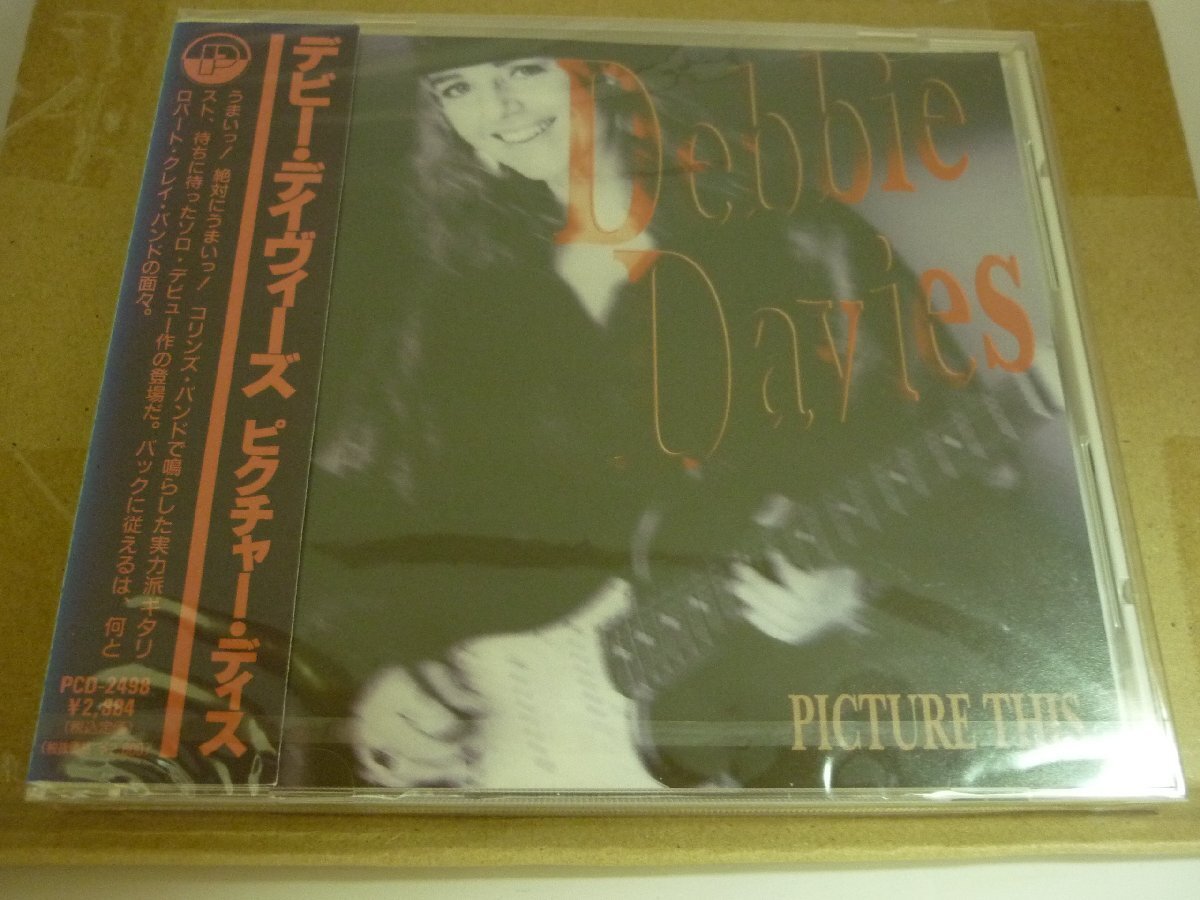 デビー・デイヴィーズ ピクチャー・ディス
うまいっ! 絶対にうまいっ! コリンズ・バンドで鳴らした実力派ギタリ
スト、待ちに待ったソロ・デビュー作の登場だ。バックに従えるは、何と
ロバート・クレイ・バンドの面々。
PCD-2498
¥2,884
Debbie
Davies
PICTURE THIS